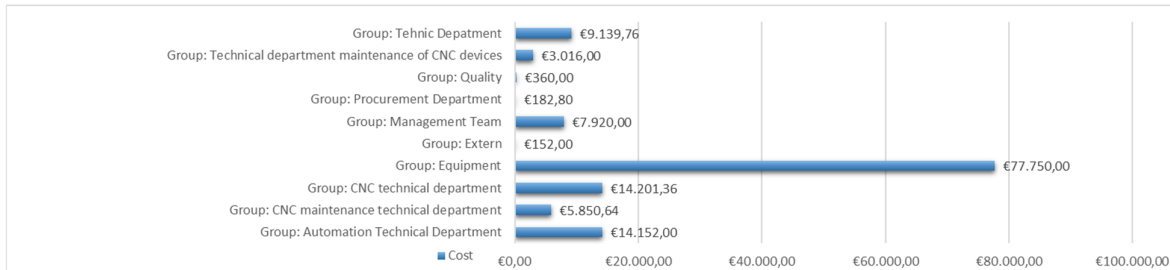 Group: Tehnic Depatment €9.139,76
Group: Technical department maintenance of CNC devices €3.016,00
Group: Quality €360,00
Group: Procurement Department €182,80
Group: Management Team €7.920,00
Group: Extern €152,00
Group: Equipment €77.750,00
Group: CNC technical department €14.201,36
Group: CNC maintenance technical department €5.850,64
Group: Automation Technical Department €14.152,00
Cost €0,00 €20.000,00 €40.000,00 €60.000,00 €80.000,00 €100.000,00